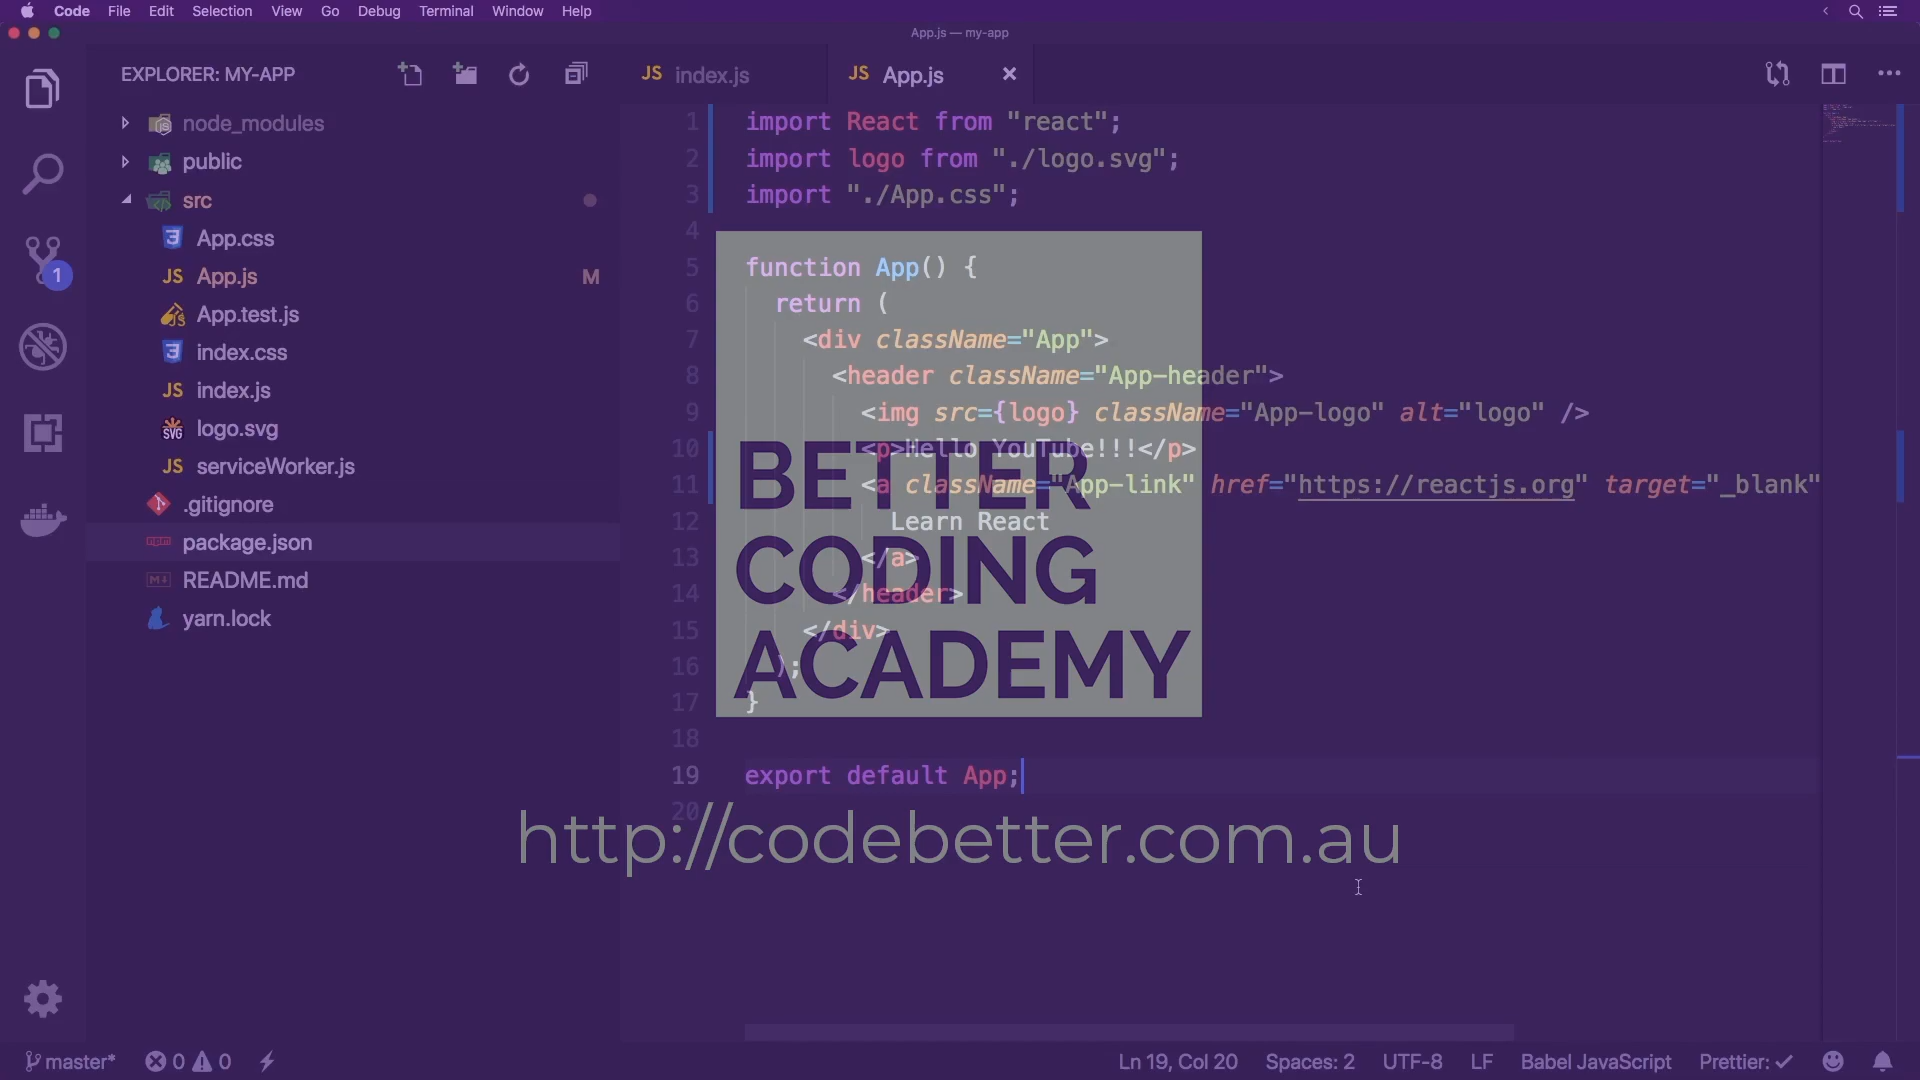 Code File Edit Selection View Go Debug Terminal Window Help
App.js — my-app
EXPLORER: MY-APP
JS index.js
JS App.js
node_modules
public
src
App.css
JS App.js M
App.test.js
index.css
JS index.js
SVG logo.svg
JS serviceWorker.js
.gitignore
package.json
README.md
yarn.lock
1
1 import React from "react";
2 import logo from "./logo.svg";
3 import "./App.css";
4
5 function App() {
6 return (
7 <div className="App">
8 <header className="App-header">
9 <img src={logo} className="App-logo" alt="logo" />
10 <p>Hello YouTube!!!</p>
11 <a className="App-link" href="https://reactjs.org" target="_blank"
12 Learn React
13 </a>
14 </header>
15 </div>
16 );
17 }
18
19 export default App;
20
BETTER
CODING
ACADEMY
http://codebetter.com.au
master* 0 0 Ln 19, Col 20 Spaces: 2 UTF-8 LF Babel JavaScript Prettier: ✓